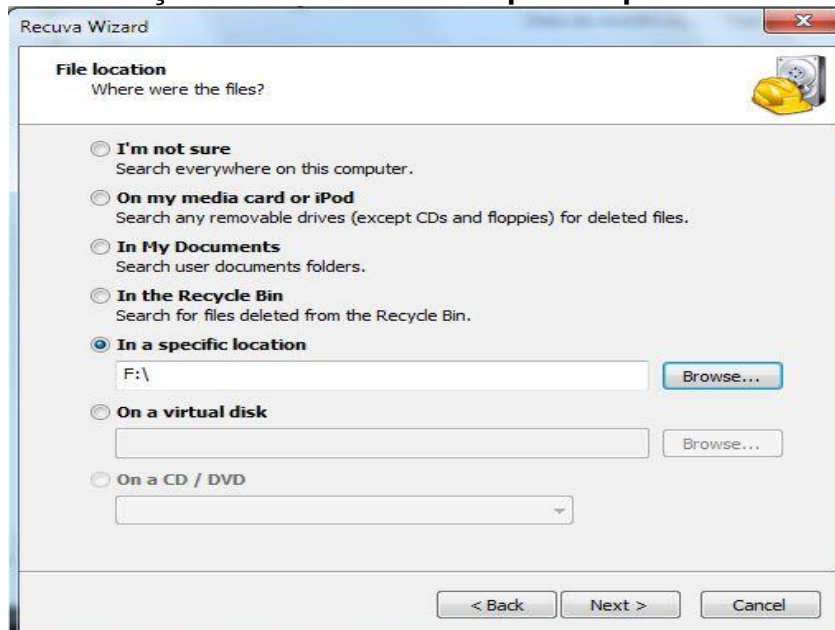 Recuva Wizard
File location
Where were the files?
I'm not sure
Search everywhere on this computer.
On my media card or iPod
Search any removable drives (except CDs and floppies) for deleted files.
In My Documents
Search user documents folders.
In the Recycle Bin
Search for files deleted from the Recycle Bin.
In a specific location
F:\
Browse...
On a virtual disk
Browse...
On a CD / DVD
< Back Next > Cancel